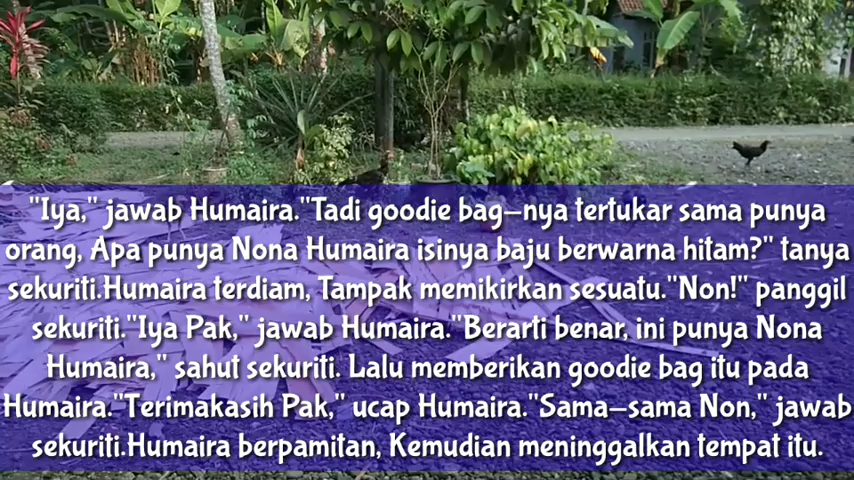 "Iya," jawab Humaira."Tadi goodie bag-nya tertukar sama punya
orang, Apa punya Nona Humaira isinya baju berwarna hitam?" tanya
sekuriti.Humaira terdiam, Tampak memikirkan sesuatu."Non!" panggil
sekuriti."Iya Pak," jawab Humaira."Berarti benar, ini punya Nona
Humaira," sahut sekuriti. Lalu memberikan goodie bag itu pada
Humaira."Terimakasih Pak," ucap Humaira."Sama-sama Non," jawab
sekuriti.Humaira berpamitan, Kemudian meninggalkan tempat itu.